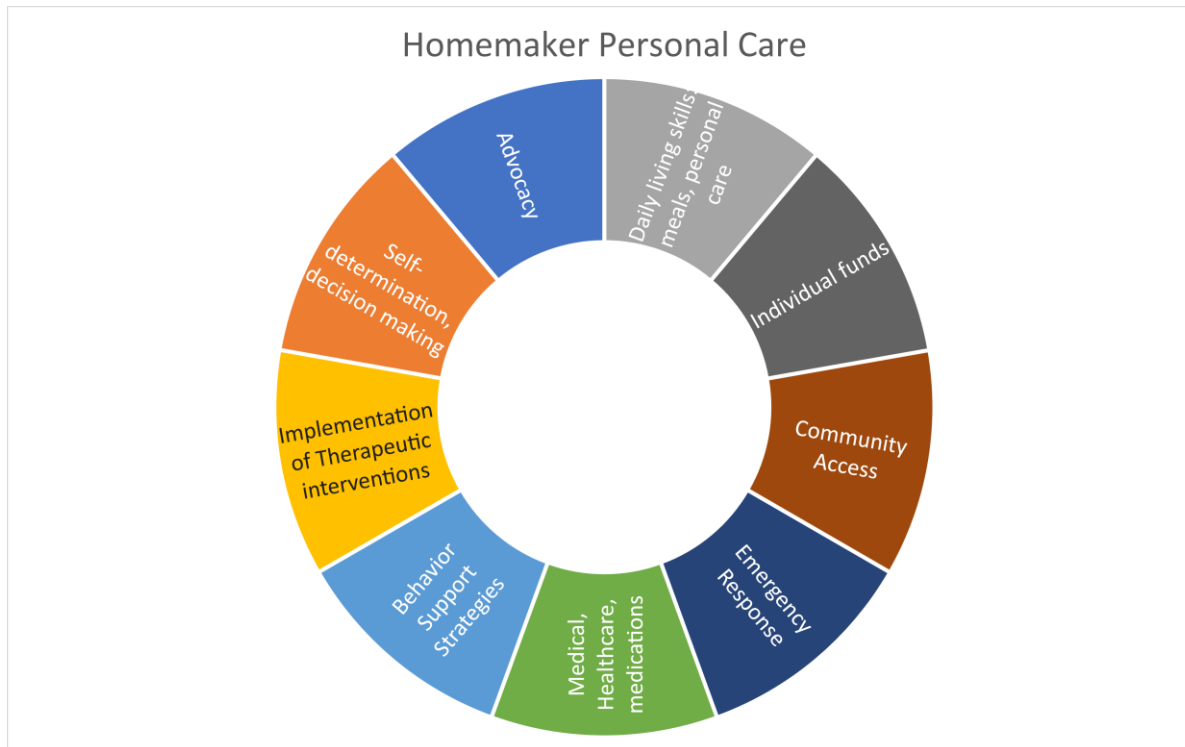 Homemaker Personal Care
Daily living skills:
meals, personal
care
Individual funds
Community
Access
Emergency
Response
Medical,
Healthcare,
medications
Behavior
Support
Strategies
Implementation
of Therapeutic
interventions
Self-
determination,
decision making
Advocacy